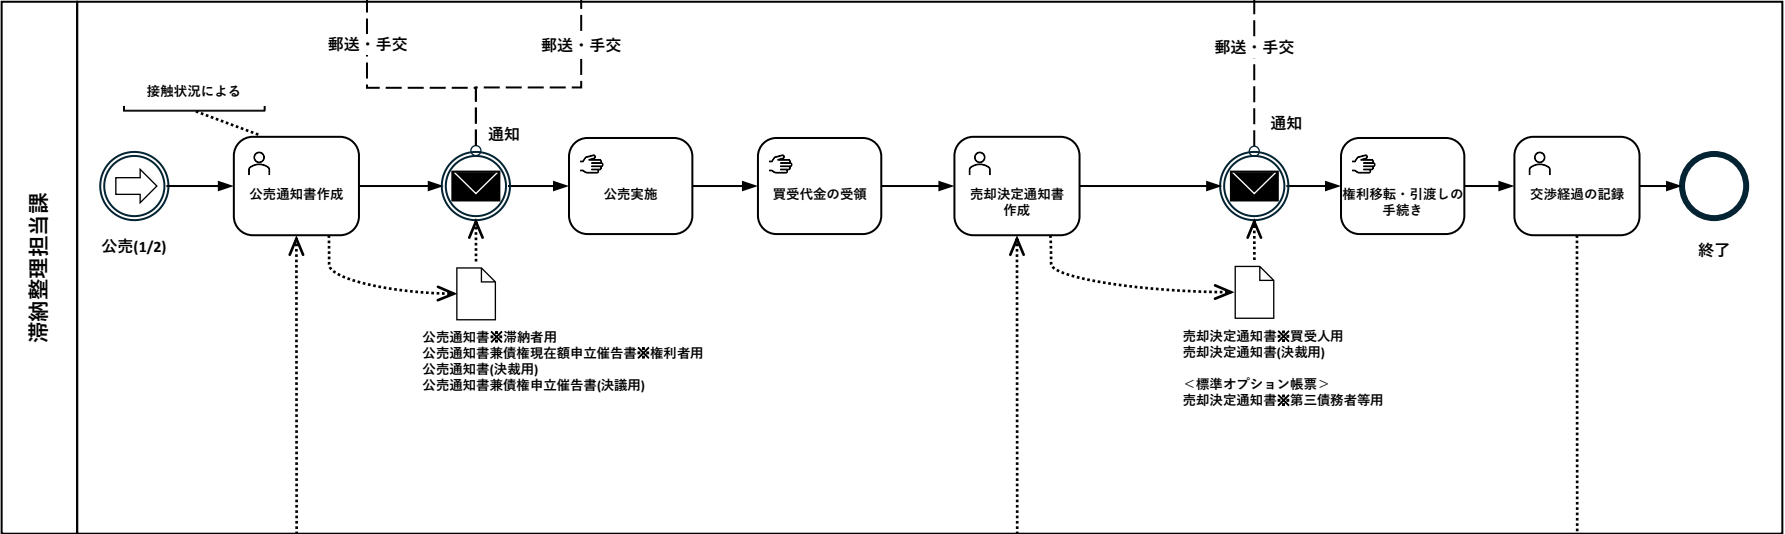 滞納整理担当課
郵送・手交
郵送・手交
郵送・手交
接触状況による
通知
通知
公売(1/2)
公売通知書作成
公売実施
買受代金の受領
売却決定通知書
作成
権利移転・引渡しの
手続き
交渉経過の記録
終了
公売通知書※滞納者用
公売通知書兼債権現在額申立催告書※権利者用
公売通知書(決裁用)
公売通知書兼債権申立催告書(決議用)
売却決定通知書※買受人用
売却決定通知書(決裁用)
＜標準オプション帳票＞
売却決定通知書※第三債務者等用